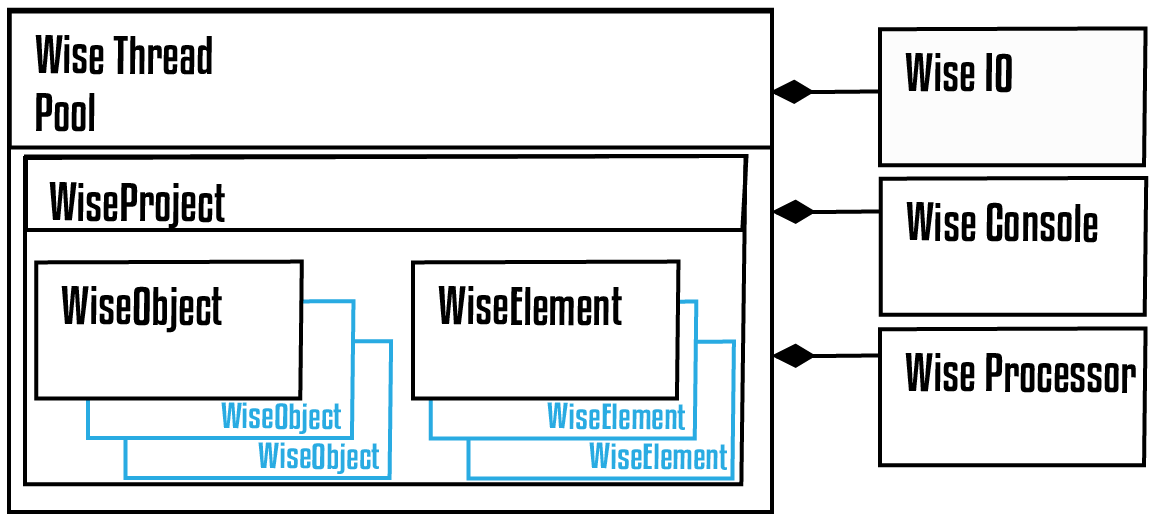 Wise Thread
Pool
WiseProject
WiseObject
WiseObject
WiseObject
WiseElement
WiseElement
WiseElement
Wise IO
Wise Console
Wise Processor